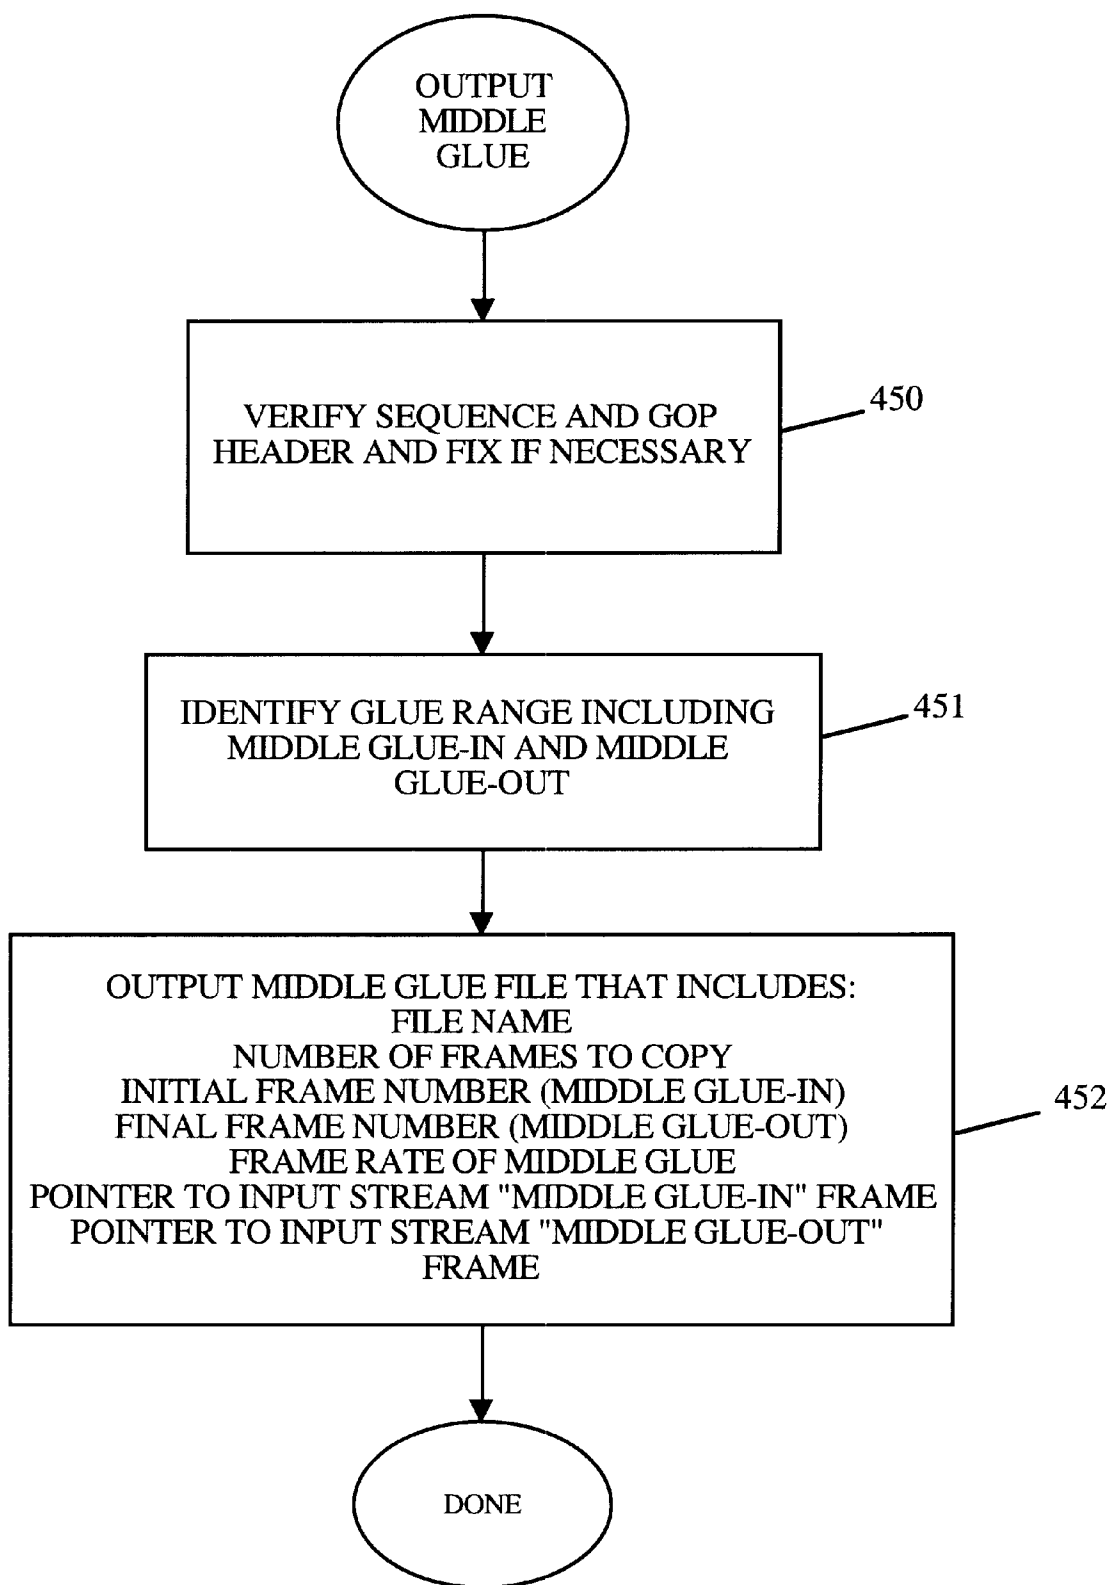 OUTPUT
MIDDLE
GLUE
VERIFY SEQUENCE AND GOP
HEADER AND FIX IF NECESSARY
450
IDENTIFY GLUE RANGE INCLUDING
MIDDLE GLUE-IN AND MIDDLE
GLUE-OUT
451
OUTPUT MIDDLE GLUE FILE THAT INCLUDES:
FILE NAME
NUMBER OF FRAMES TO COPY
INITIAL FRAME NUMBER (MIDDLE GLUE-IN)
FINAL FRAME NUMBER (MIDDLE GLUE-OUT)
FRAME RATE OF MIDDLE GLUE
POINTER TO INPUT STREAM "MIDDLE GLUE-IN" FRAME
POINTER TO INPUT STREAM "MIDDLE GLUE-OUT"
FRAME
452
DONE